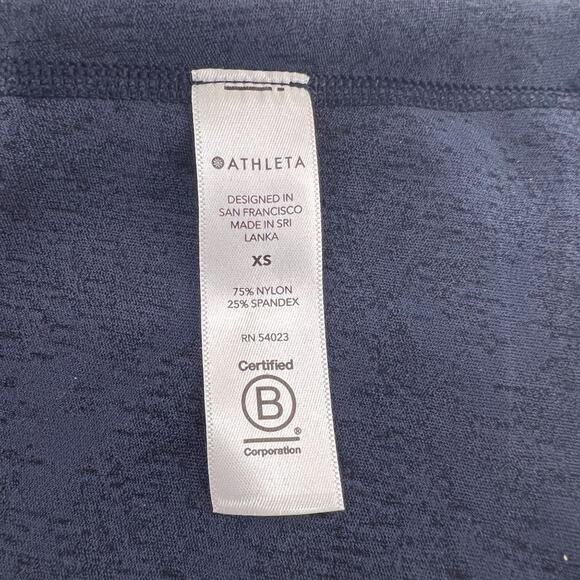 ATHLETA
DESIGNED IN
SAN FRANCISCO
MADE IN SRI
LANKA
XS
75% NYLON
25% SPANDEX
RN 54023
Certified
B
®
Corporation